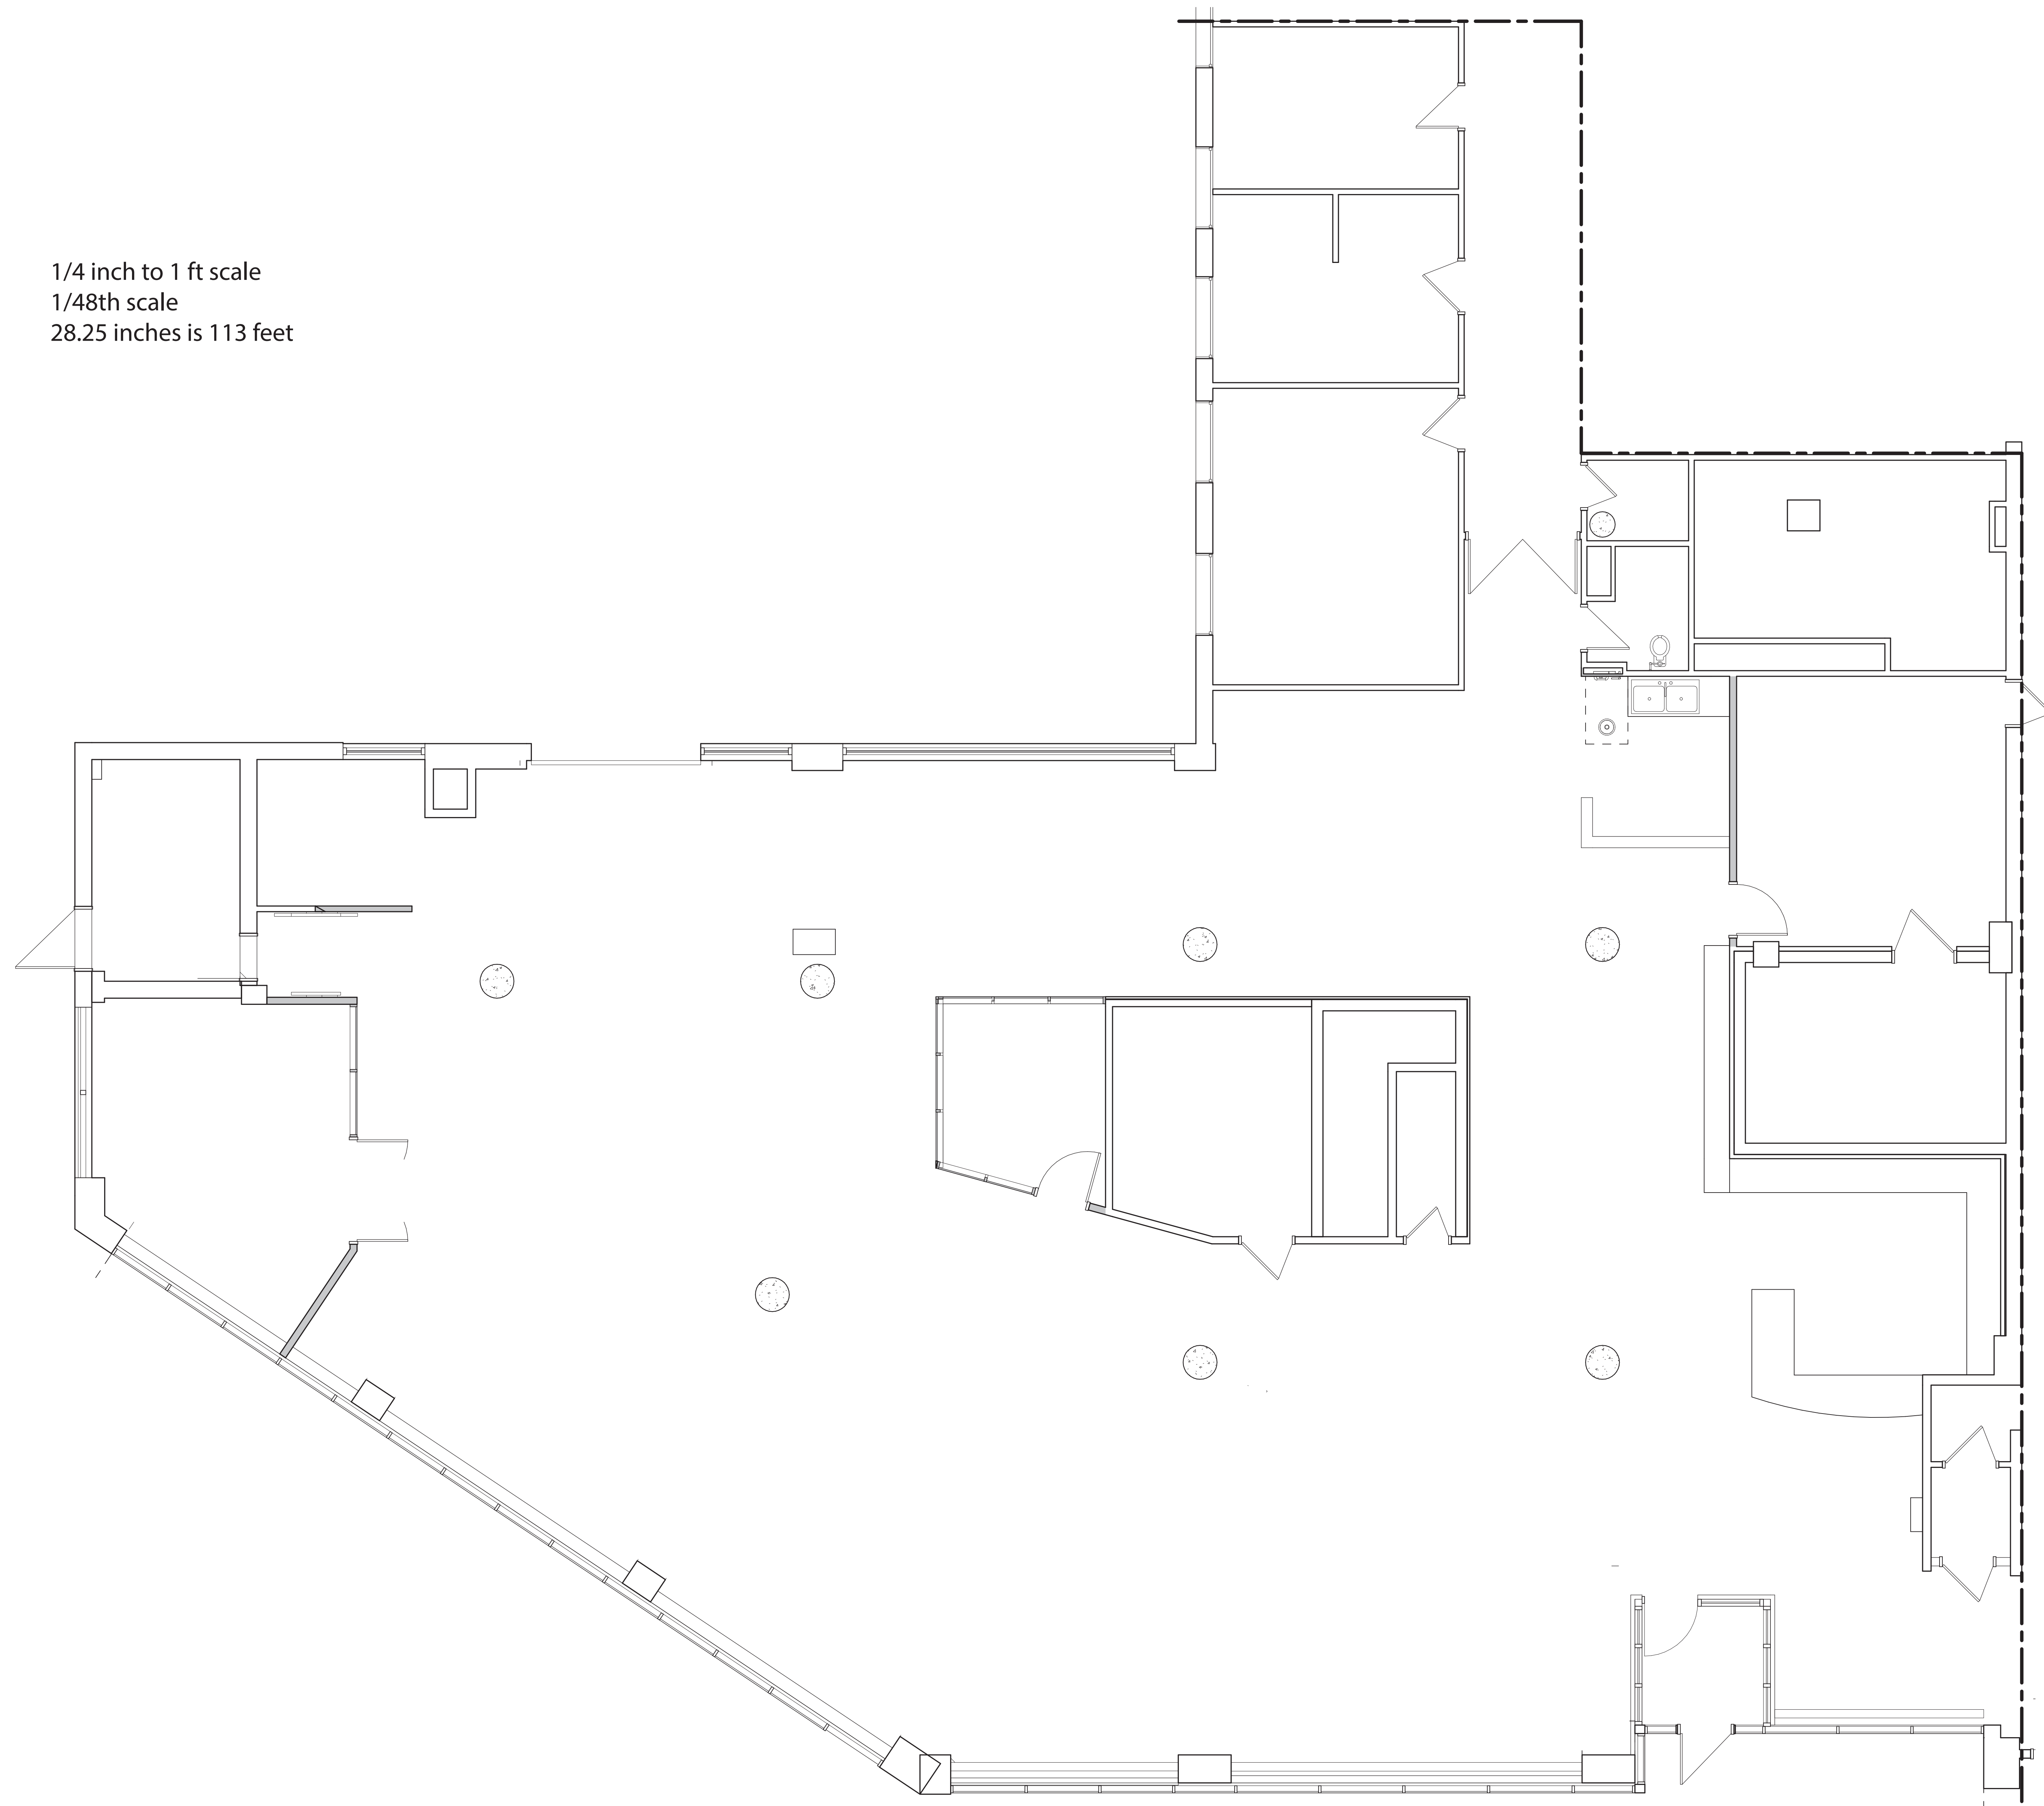 1/4 inch to 1 ft scale
1/48th scale
28.25 inches is 113 feet